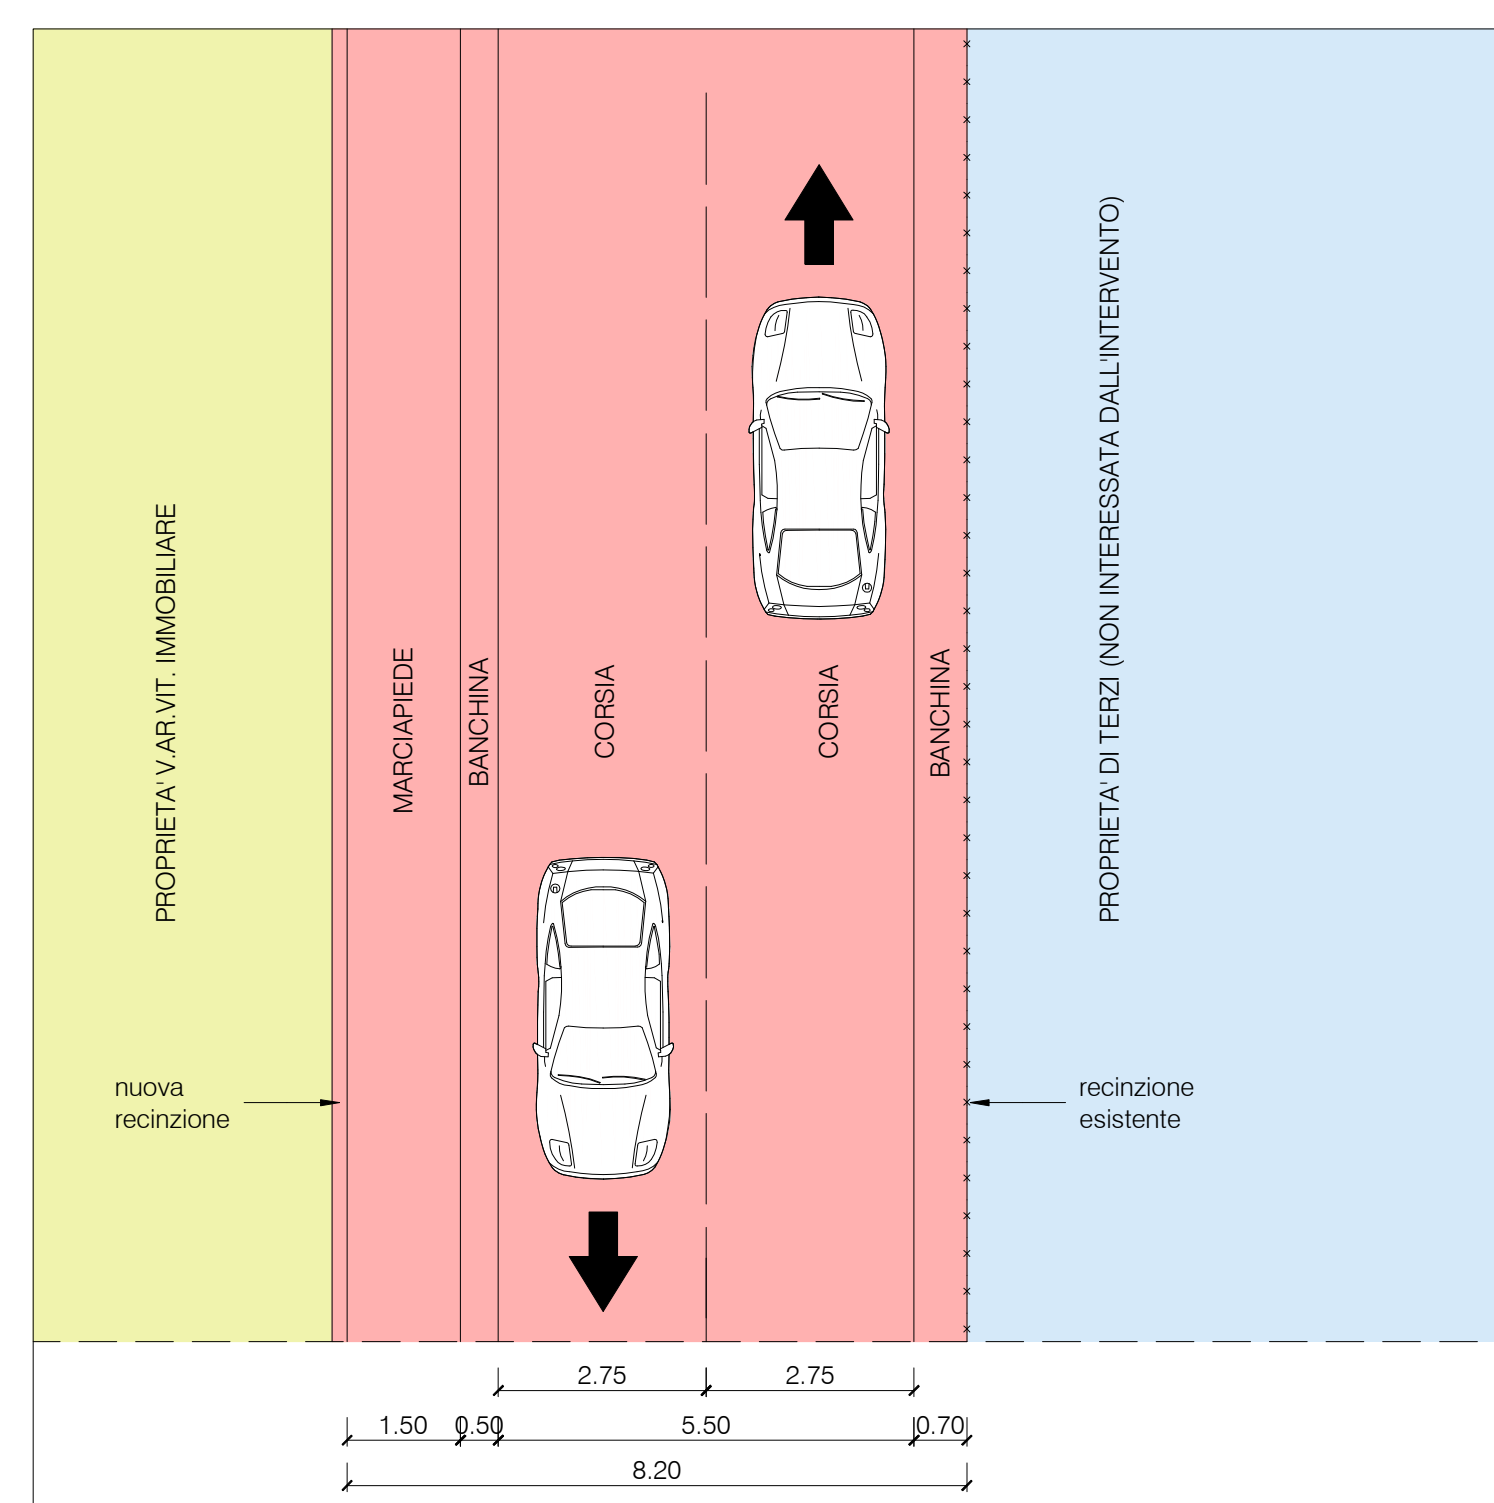 PROPRIETA' V.AR.VIT. IMMOBILIARE
MARCIAPIEDE
BANCHINA
CORSIA
CORSIA
BANCHINA
PROPRIETA' DI TERZI (NON INTERESSATA DALL'INTERVENTO)
nuova
recinzione
recinzione
esistente
2.75 2.75
1.50 0.50 5.50 0.70
8.20